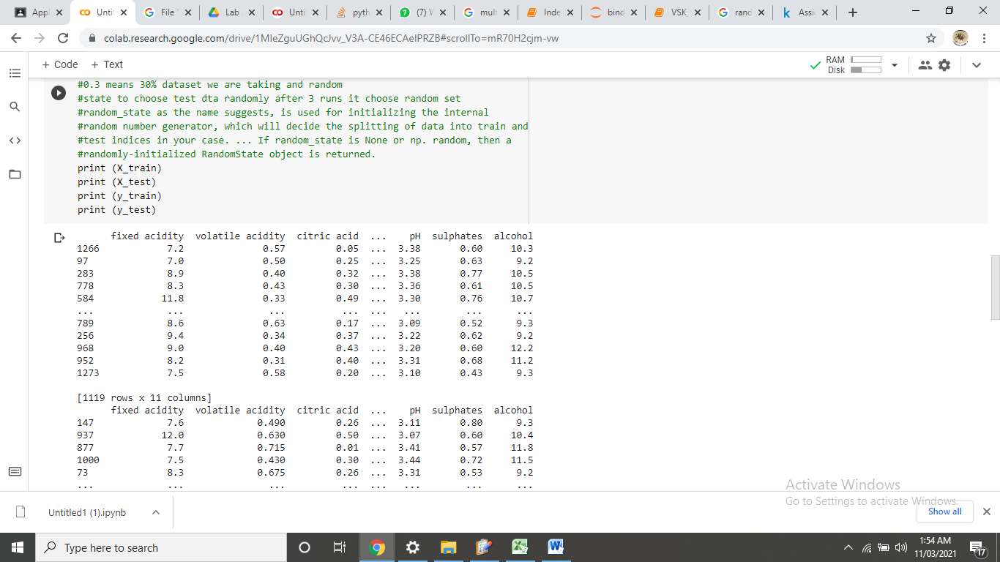 Appl
Untit
File
Lab
Unti
pyth
(7) V
mult
Inde
bind
VSK
rand
Assi
colab.research.google.com/drive/1MIeZguUGhQcJvv_V3A-CE46ECAeIPRZB#scrollTo=mR70H2cjm-vw
+ Code + Text
RAM
Disk
#0.3 means 30% dataset we are taking and random
#state to choose test dta randomly after 3 runs it choose random set
#random_state as the name suggests, is used for initializing the internal
#random number generator, which will decide the splitting of data into train and
#test indices in your case. ... If random_state is None or np. random, then a
#randomly-initialized RandomState object is returned.
print (X_train)
print (X_test)
print (y_train)
print (y_test)
fixed acidity volatile acidity citric acid ... pH sulphates alcohol
1266 7.2 0.57 0.05 ... 3.38 0.60 10.3
97 7.0 0.50 0.25 ... 3.25 0.63 9.2
283 8.9 0.40 0.32 ... 3.38 0.77 10.5
778 8.3 0.43 0.30 ... 3.36 0.61 10.5
584 11.8 0.33 0.49 ... 3.30 0.76 10.7
... ... ... ... ... ... ... ...
789 8.6 0.63 0.17 ... 3.09 0.52 9.3
256 9.4 0.34 0.37 ... 3.22 0.62 9.2
968 9.0 0.40 0.43 ... 3.20 0.60 12.2
952 8.2 0.31 0.40 ... 3.31 0.68 11.2
1273 7.5 0.58 0.20 ... 3.10 0.43 9.3
[1119 rows x 11 columns]
fixed acidity volatile acidity citric acid ... pH sulphates alcohol
147 7.6 0.490 0.26 ... 3.11 0.80 9.3
937 12.0 0.630 0.50 ... 3.07 0.60 10.4
877 7.7 0.715 0.01 ... 3.41 0.57 11.8
1000 7.5 0.430 0.30 ... 3.44 0.72 11.5
73 8.3 0.675 0.26 ... 3.31 0.53 9.2
... ... ... ... ... ... ... ...
Activate Windows
Go to Settings to activate Windows.
Untitled1 (1).ipynb
Show all
Type here to search
1:54 AM
11/03/2021
17